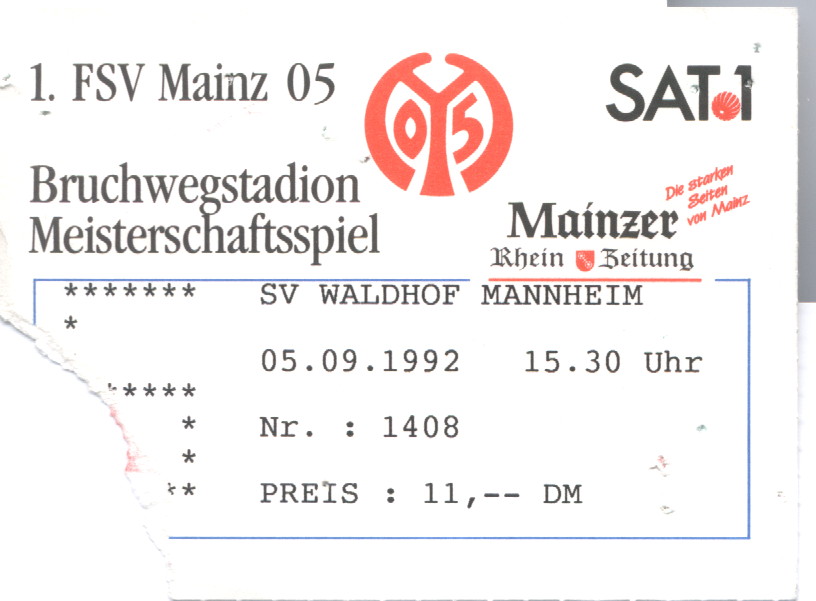 1. FSV Mainz 05
05
SAT.1
Bruchwegstadion
Meisterschaftsspiel
Die starken
Seiten
von Mainz
Mainzer
Rhein Zeitung
******* SV WALDHOF MANNHEIM
*
05.09.1992 15.30 Uhr
******
* Nr. : 1408
*
** PREIS : 11,-- DM